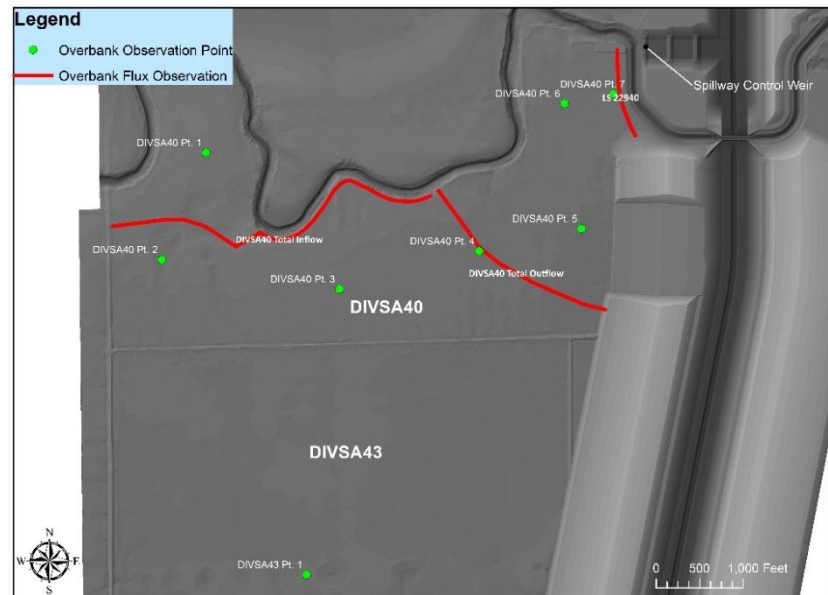 Legend
Overbank Observation Point
Overbank Flux Observation
DIVSA40 Pt. 7
LS 22940
Spillway Control Weir
DIVSA40 Pt. 6
DIVSA40 Pt. 1
DIVSA40 Pt. 5
DIVSA40 Total Inflow
DIVSA40 Pt. 2
DIVSA40 Pt. 4
DIVSA40 Total Outflow
DIVSA40 Pt. 3
DIVSA40
DIVSA43
DIVSA43 Pt. 1
N
W
E
S
0 500 1,000 Feet